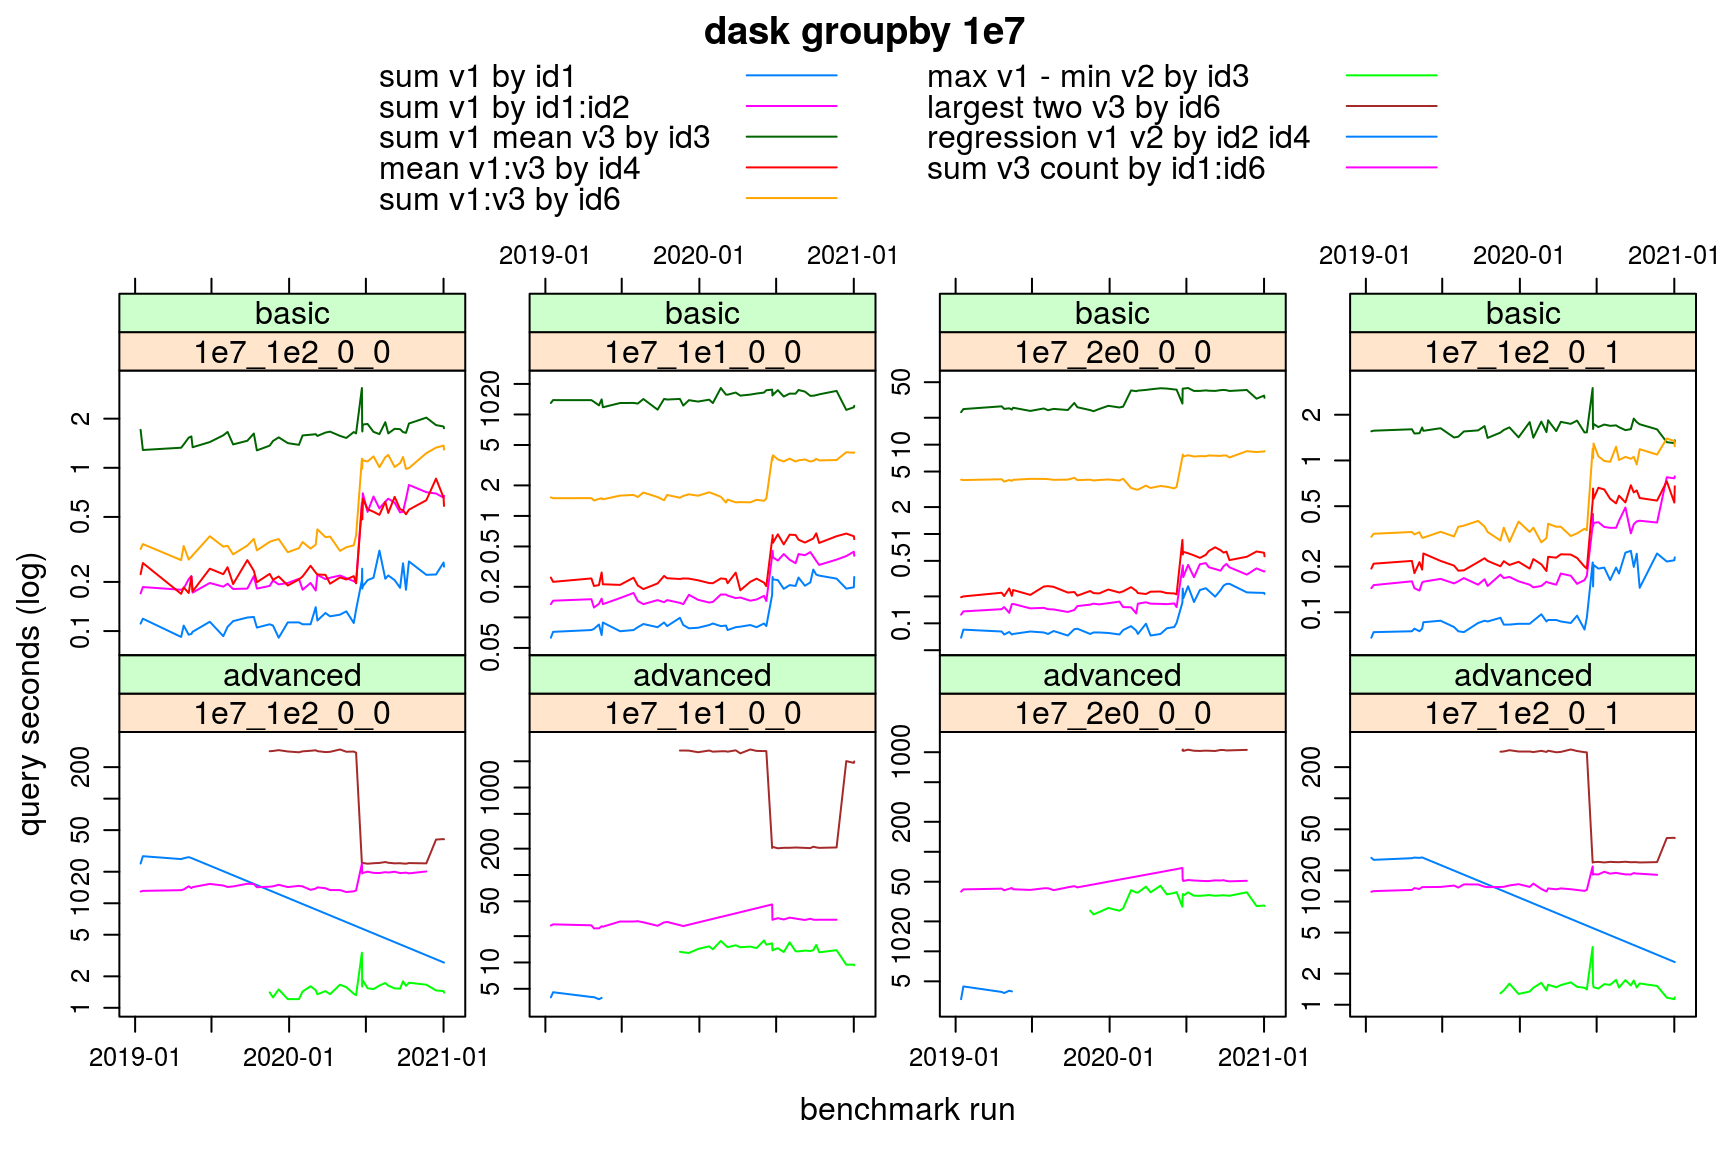 dask groupby 1e7
sum v1 by id1
sum v1 by id1:id2
sum v1 mean v3 by id3
mean v1:v3 by id4
sum v1:v3 by id6
max v1 - min v2 by id3
largest two v3 by id6
regression v1 v2 by id2 id4
sum v3 count by id1:id6
2019-01 2020-01 2021-01
2019-01 2020-01 2021-01
basic
1e7_1e2_0_0
0.1 0.2 0.5 1 2
basic
1e7_1e1_0_0
0.05 0.2 0.5 1 2 5 10 20
basic
1e7_2e0_0_0
0.1 0.5 1 2 5 10 50
basic
1e7_1e2_0_1
0.1 0.2 0.5 1 2
advanced
1e7_1e2_0_0
1 2 5 10 20 50 200
advanced
1e7_1e1_0_0
5 10 50 200 1000
advanced
1e7_2e0_0_0
5 10 20 50 200 1000
advanced
1e7_1e2_0_1
1 2 5 10 20 50 200
2019-01 2020-01 2021-01
2019-01 2020-01 2021-01
query seconds (log)
benchmark run